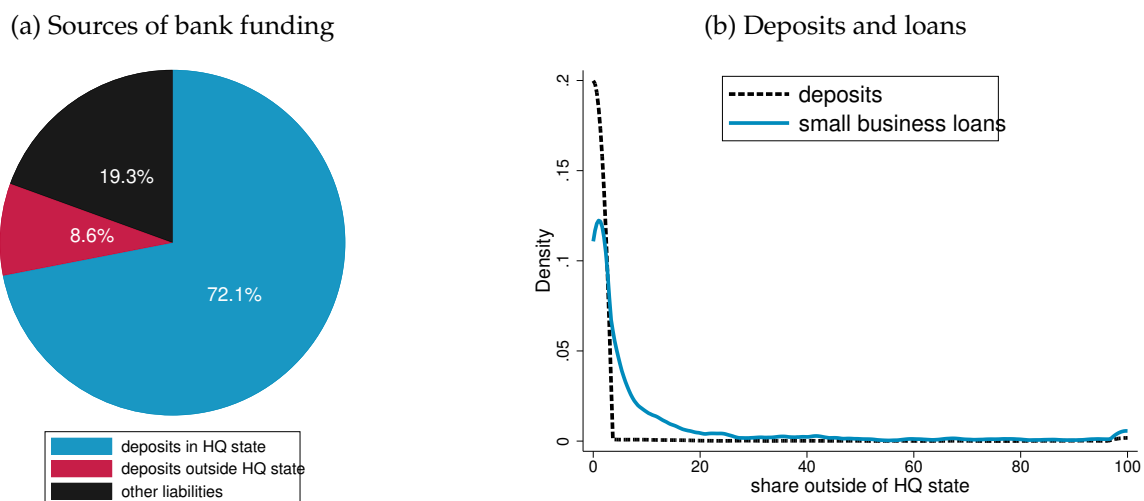 (a) Sources of bank funding
19.3%
8.6%
72.1%
deposits in HQ state
deposits outside HQ state
other liabilities
(b) Deposits and loans
deposits
small business loans
Density
.2
.15
.1
.05
0
0 20 40 60 80 100
share outside of HQ state